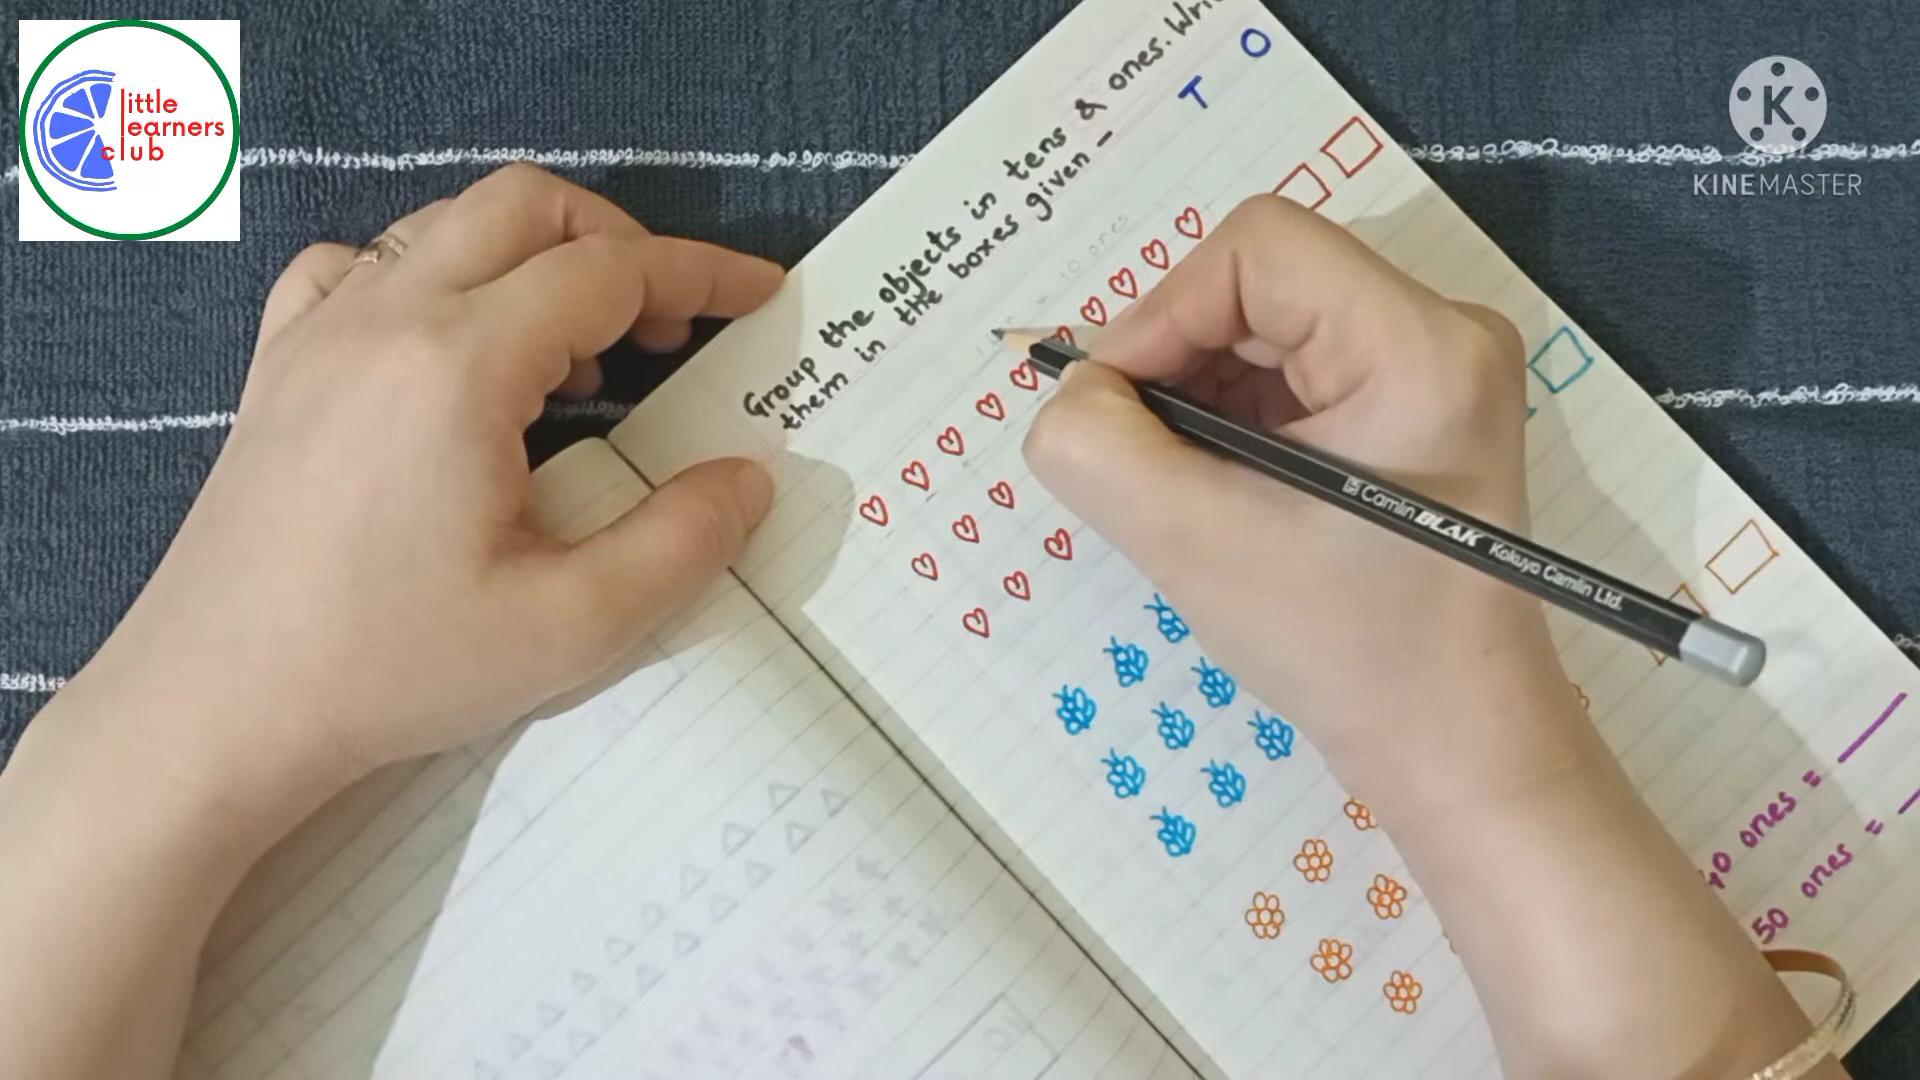 little
learners
club
KINEMASTER
Group the objects in tens & ones.
them in the boxes given -
T O
10 ones
Camlin BLAK Kokuyo Camlin Ltd.
40 ones =
50 ones =